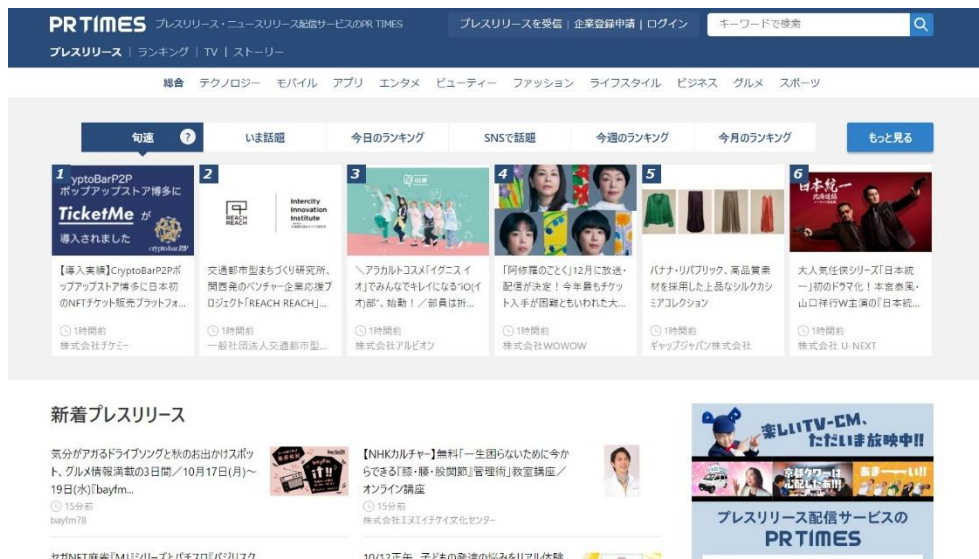 PR TIMES プレスリリース・ニュースリリース配信サービスのPR TIMES
プレスリリースを受信 | 企業登録申請 | ログイン
キーワードで検索
プレスリリース | ランキング | TV | ストーリー
総合 テクノロジー モバイル アプリ エンタメ ビューティー ファッション ライフスタイル ビジネス グルメ スポーツ
旬速 ? いま話題 今日のランキング SNSで話題 今週のランキング 今月のランキング もっと見る
1
yptoBarP2P
ポップアップストア博多に
TicketMe が
導入されました
cryptobar P2P
【導入実績】CryptoBarP2Pポ
ップアップストア博多に日本初
のNFTチケット販売プラットフォ...
1時間前
株式会社チケミー
2
REACH
REACH
Intercity
Innovation
Institute
交通都市型まちづくり研究所、
関西発のベンチャー企業応援プ
ロジェクト「REACH REACH」...
1時間前
一般社団法人交通都市型...
3
＼アラカルトコスメ「イグニス イ
オ」でみんなでキレイになる"iO(イ
オ)部"、始動！／部員は折...
1時間前
株式会社アルビオン
4
「阿修羅のごとく」12月に放送・
配信が決定！今年最もチケッ
ト入手が困難ともいわれた大...
1時間前
株式会社WOWOW
5
バナナ・リパブリック、高品質素
材を採用した上品なシルクカシ
ミアコレクション
1時間前
ギャップジャパン株式会社
6
日本統一
北海道編
大人気任侠シリーズ「日本統
一」初のドラマ化！本宮泰風・
山口祥行W主演の『日本統...
1時間前
株式会社 U-NEXT
新着プレスリリース
気分がアガるドライブソングと秋のお出かけスポッ
ト、グルメ情報満載の3日間／10月17日(月)～
19日(水)『bayfm...
15分前
bayfm78
【NHKカルチャー】無料「一生困らないために今か
らできる「膝・腰・股関節」管理術」教室講座／
オンライン講座
15分前
株式会社エヌエイチケイ文化センター
楽しいTV-CM、
ただいま放映中!!
プレスリリース配信サービスの
PR TIMES